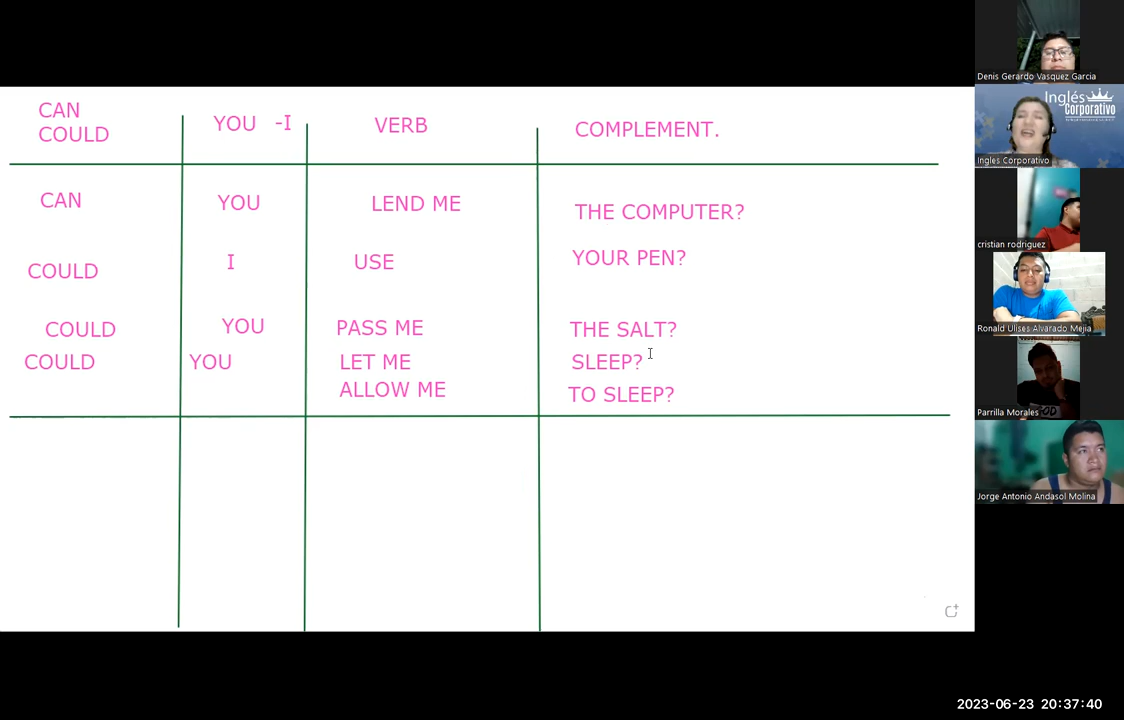 CAN
COULD
YOU -I
VERB
COMPLEMENT.
CAN YOU LEND ME THE COMPUTER?
COULD I USE YOUR PEN?
COULD YOU PASS ME THE SALT?
COULD YOU LET ME SLEEP?
ALLOW ME TO SLEEP?
Denis Gerardo Vasquez Garcia
Inglés
Corporativo
Ingles Corporativo
cristian rodriguez
Ronald Ulises Alvarado Mejia
Parrilla Morales
Jorge Antonio Andasol Molina
2023-06-23 20:37:40